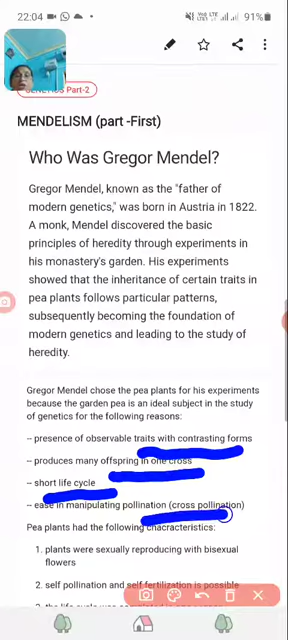 22:04
91%
GENETICS Part-2
MENDELISM (part -First)
Who Was Gregor Mendel?
Gregor Mendel, known as the "father of
modern genetics," was born in Austria in 1822.
A monk, Mendel discovered the basic
principles of heredity through experiments in
his monastery's garden. His experiments
showed that the inheritance of certain traits in
pea plants follows particular patterns,
subsequently becoming the foundation of
modern genetics and leading to the study of
heredity.
Gregor Mendel chose the pea plants for his experiments
because the garden pea is an ideal subject in the study
of genetics for the following reasons:
-- presence of observable traits with contrasting forms
-- produces many offspring in one cross
-- short life cycle
-- ease in manipulating pollination (cross pollination)
Pea plants had the following chacracteristics:
1. plants were sexually reproducing with bisexual
flowers
2. self pollination and self fertilization is possible